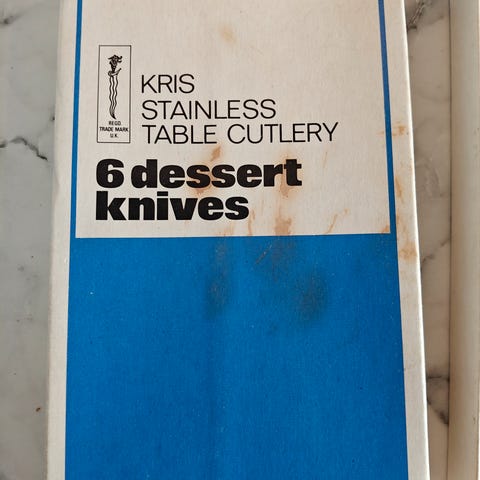 REGD.
TRADE MARK
U.K.
KRIS
STAINLESS
TABLE CUTLERY
6 dessert
knives